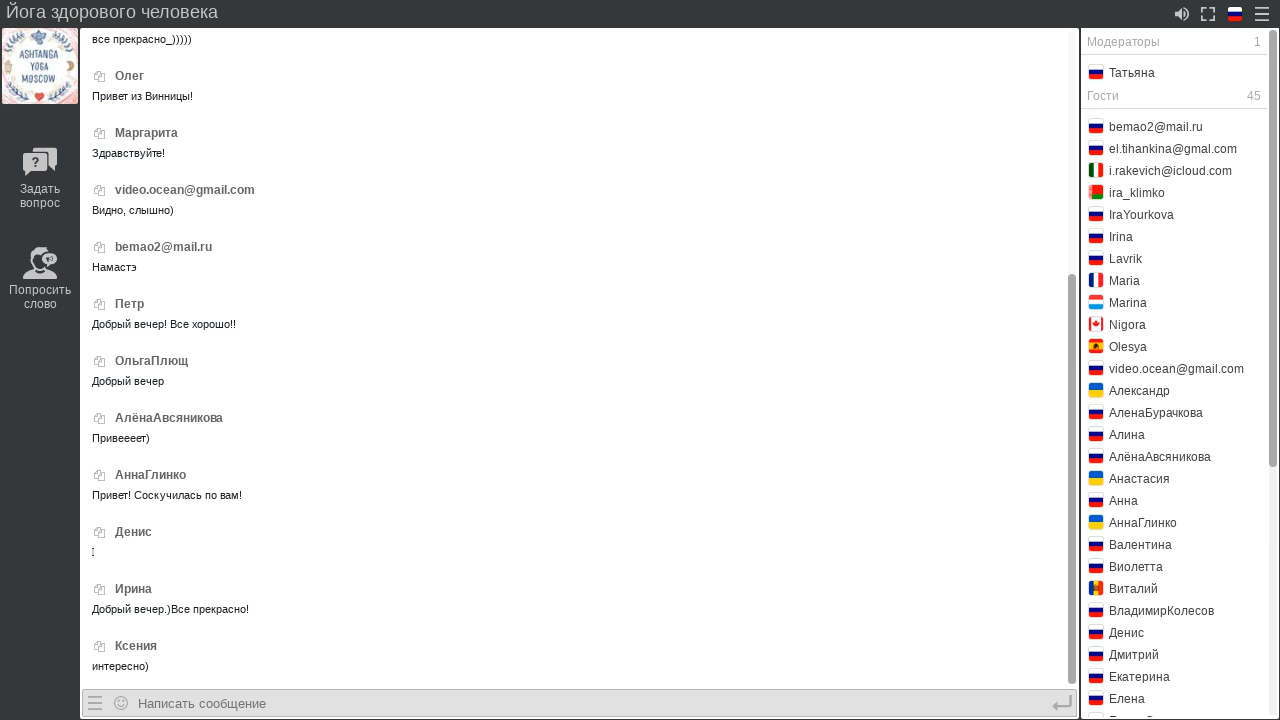 Йога здорового человека
ASHTANGA
YOGA
MOSCOW
Задать
вопрос
Попросить
слово
все прекрасно_)))))
Олег
Привет из Винницы!
Маргарита
Здравствуйте!
video.ocean@gmail.com
Видно, слышно)
bemao2@mail.ru
Намастэ
Петр
Добрый вечер! Все хорошо!!
ОльгаПлющ
Добрый вечер
АлёнаАвсяникова
Привеееет)
АннаГлинко
Привет! Соскучилась по вам!
Денис
Ирина
Добрый вечер.)Все прекрасно!
Ксения
интересно)
Написать сообщение
Модераторы 1
Татьяна
Гости 45
bemao2@mail.ru
el.tihankina@gmal.com
i.rakevich@icloud.com
ira_klimko
IraYourkova
Irina
Lavrik
Maria
Marina
Nigora
Olesya
video.ocean@gmail.com
Александр
АленаБурачкова
Алина
АлёнаАвсяникова
Анастасия
Анна
АннаГлинко
Валентина
Виолетта
Виталий
ВладимирКолесов
Денис
Дмитрий
Екатерина
Елена